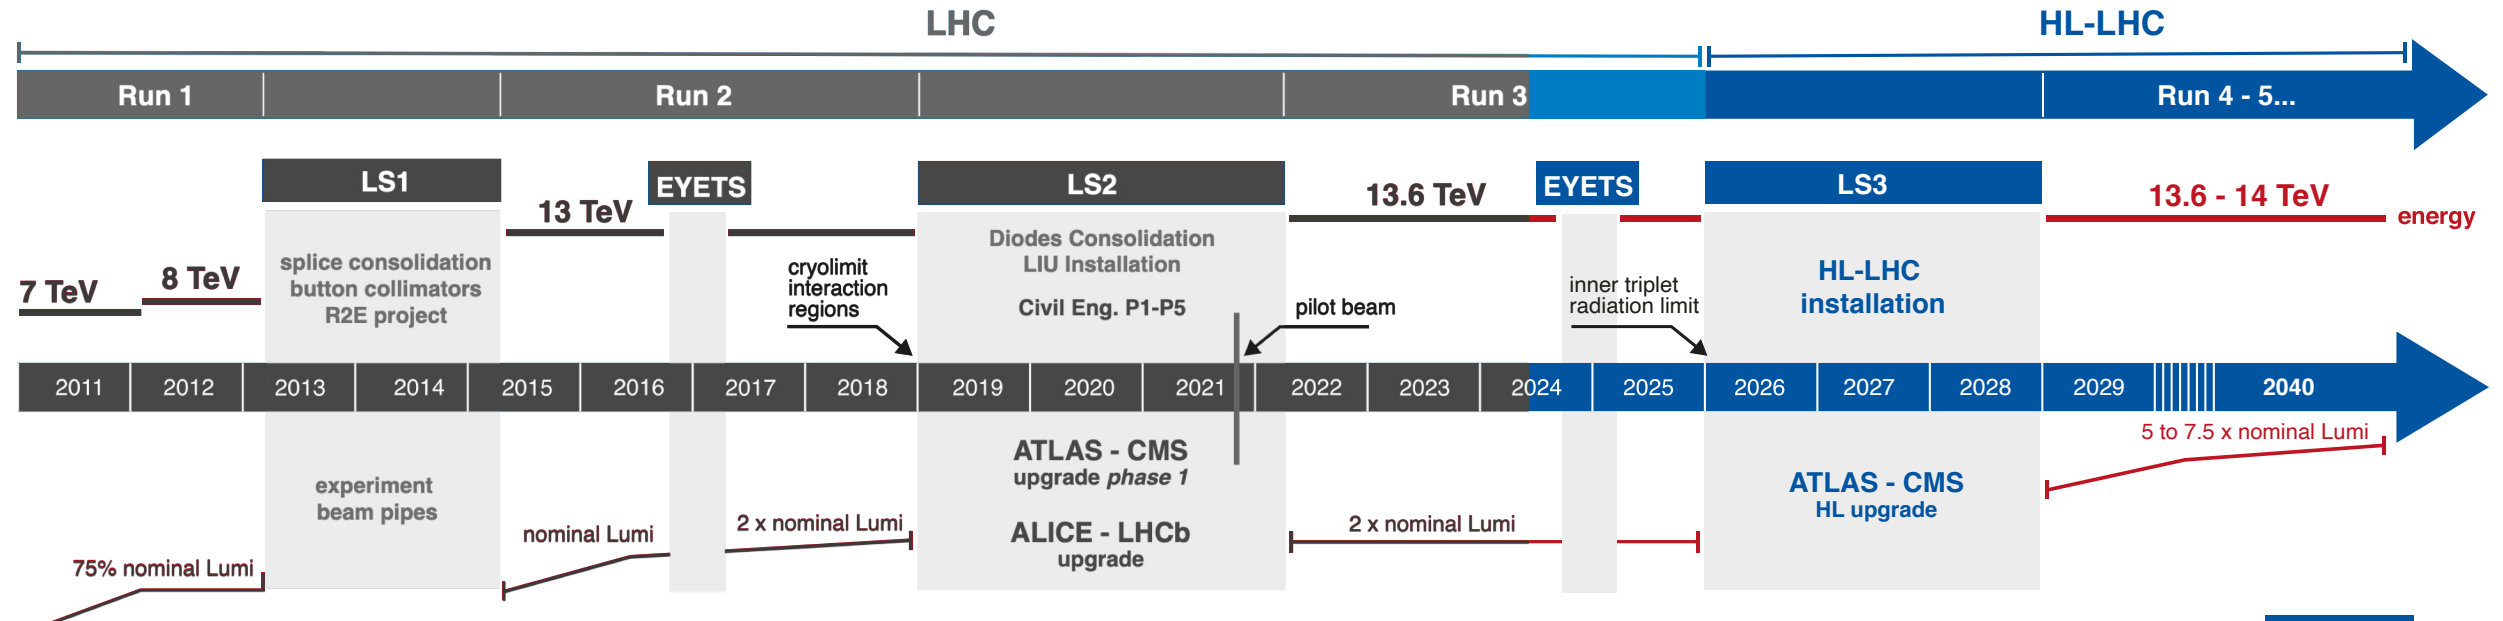 LHC
HL-LHC
Run 1
Run 2
Run 3
Run 4 - 5...
LS1
EYETS
LS2
EYETS
LS3
13 TeV
13.6 TeV
13.6 - 14 TeV
energy
7 TeV
8 TeV
splice consolidation
button collimators
R2E project
cryolimit
interaction
regions
Diodes Consolidation
LIU Installation
Civil Eng. P1-P5
pilot beam
inner triplet
radiation limit
HL-LHC
installation
2011
2012
2013
2014
2015
2016
2017
2018
2019
2020
2021
2022
2023
2024
2025
2026
2027
2028
2029
2040
5 to 7.5 x nominal Lumi
experiment
beam pipes
ATLAS - CMS
upgrade phase 1
ALICE - LHCb
upgrade
ATLAS - CMS
HL upgrade
75% nominal Lumi
nominal Lumi
2 x nominal Lumi
2 x nominal Lumi